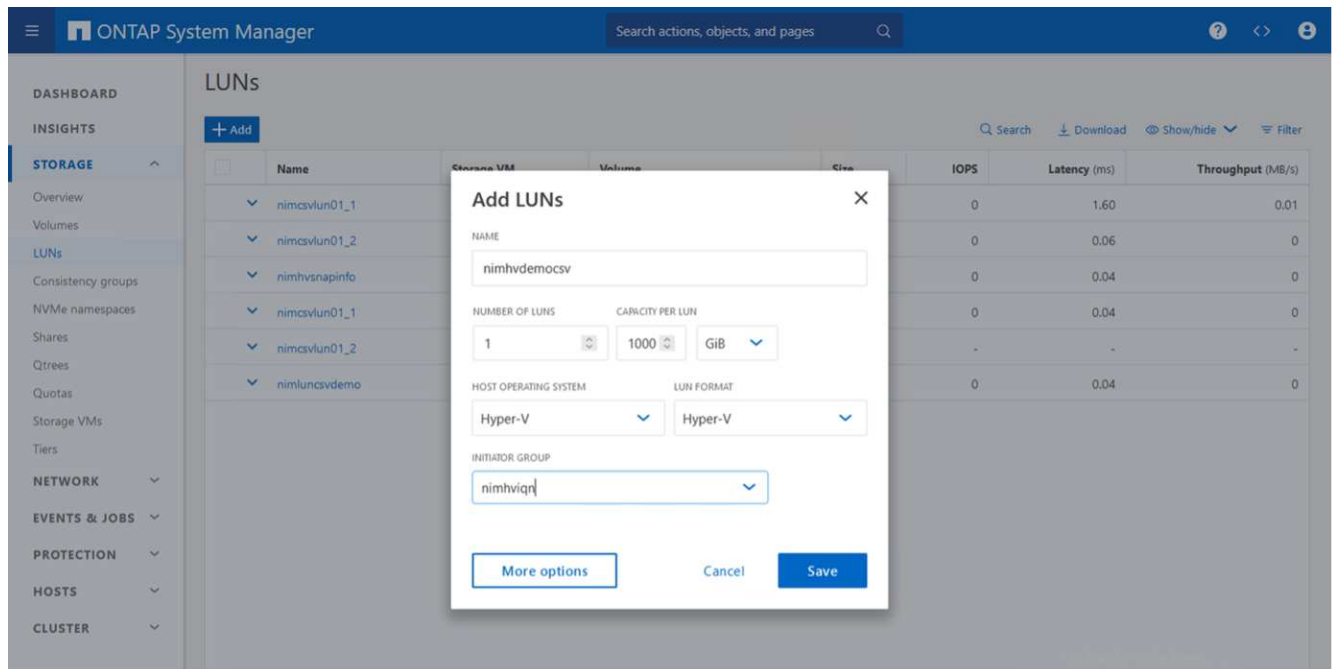 ONTAP System Manager
Search actions, objects, and pages
DASHBOARD
INSIGHTS
STORAGE
Overview
Volumes
LUNs
Consistency groups
NVMe namespaces
Shares
Qtrees
Quotas
Storage VMs
Tiers
NETWORK
EVENTS & JOBS
PROTECTION
HOSTS
CLUSTER
LUNs
Add
Search Download Show/hide Filter
Name Storage VM Volume Size IOPS Latency (ms) Throughput (MB/s)
nimcsvlun01_1 0 1.60 0.01
nimcsvlun01_2 0 0.06 0
nimhvsnapinfo 0 0.04 0
nimcsvlun01_1 0 0.04 0
nimcsvlun01_2 - - -
nimluncsvdemo 0 0.04 0
Add LUNs
NAME
nimhvdemocsv
NUMBER OF LUNS CAPACITY PER LUN
1 1000 GiB
HOST OPERATING SYSTEM LUN FORMAT
Hyper-V Hyper-V
INITIATOR GROUP
nimhviqn
More options Cancel Save